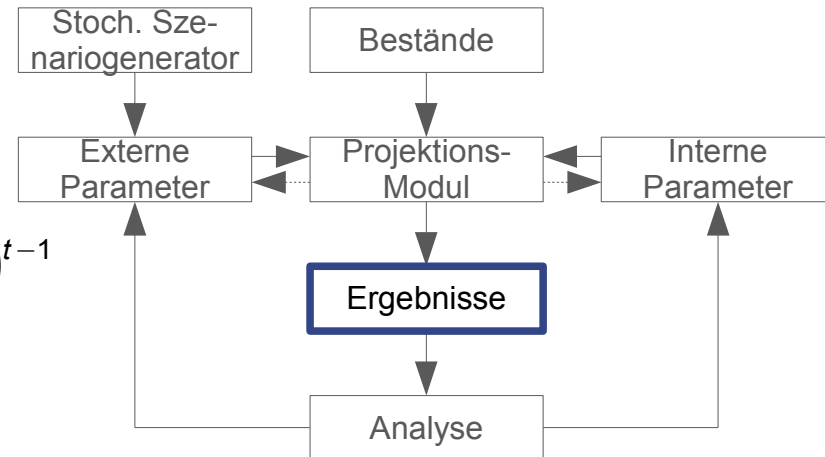 Stoch. Sze-
nariogenerator
Bestände
Externe
Parameter
Projektions-
Modul
Interne
Parameter
)^{t−1}
Ergebnisse
Analyse